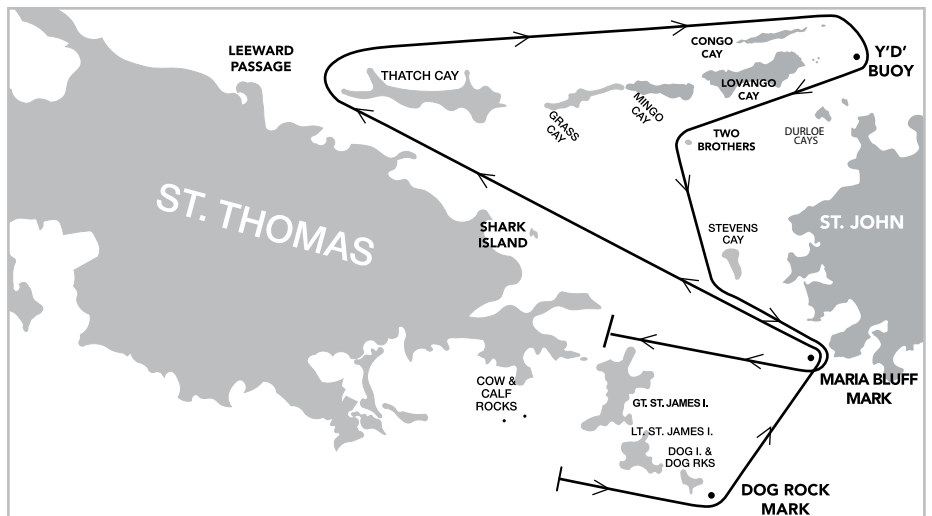 LEEWARD
PASSAGE
THATCH CAY
CONGO
CAY
Y'D'
BUOY
LOVANGO
CAY
MINGO
CAY
GRASS
CAY
TWO
BROTHERS
DURLOE
CAYS
ST. THOMAS
SHARK
ISLAND
STEVENS
CAY
ST. JOHN
MARIA BLUFF
MARK
COW &
CALF
ROCKS
GT. ST. JAMES I.
LT. ST. JAMES I.
DOG I. &
DOG RKS
DOG ROCK
MARK